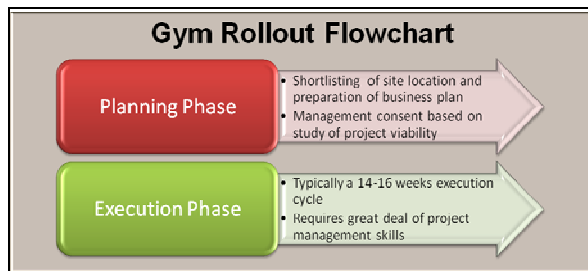 Gym Rollout Flowchart
Planning Phase
• Shortlisting of site location and
preparation of business plan
• Management consent based on
study of project viability
Execution Phase
• Typically a 14-16 weeks execution
cycle
• Requires great deal of project
management skills